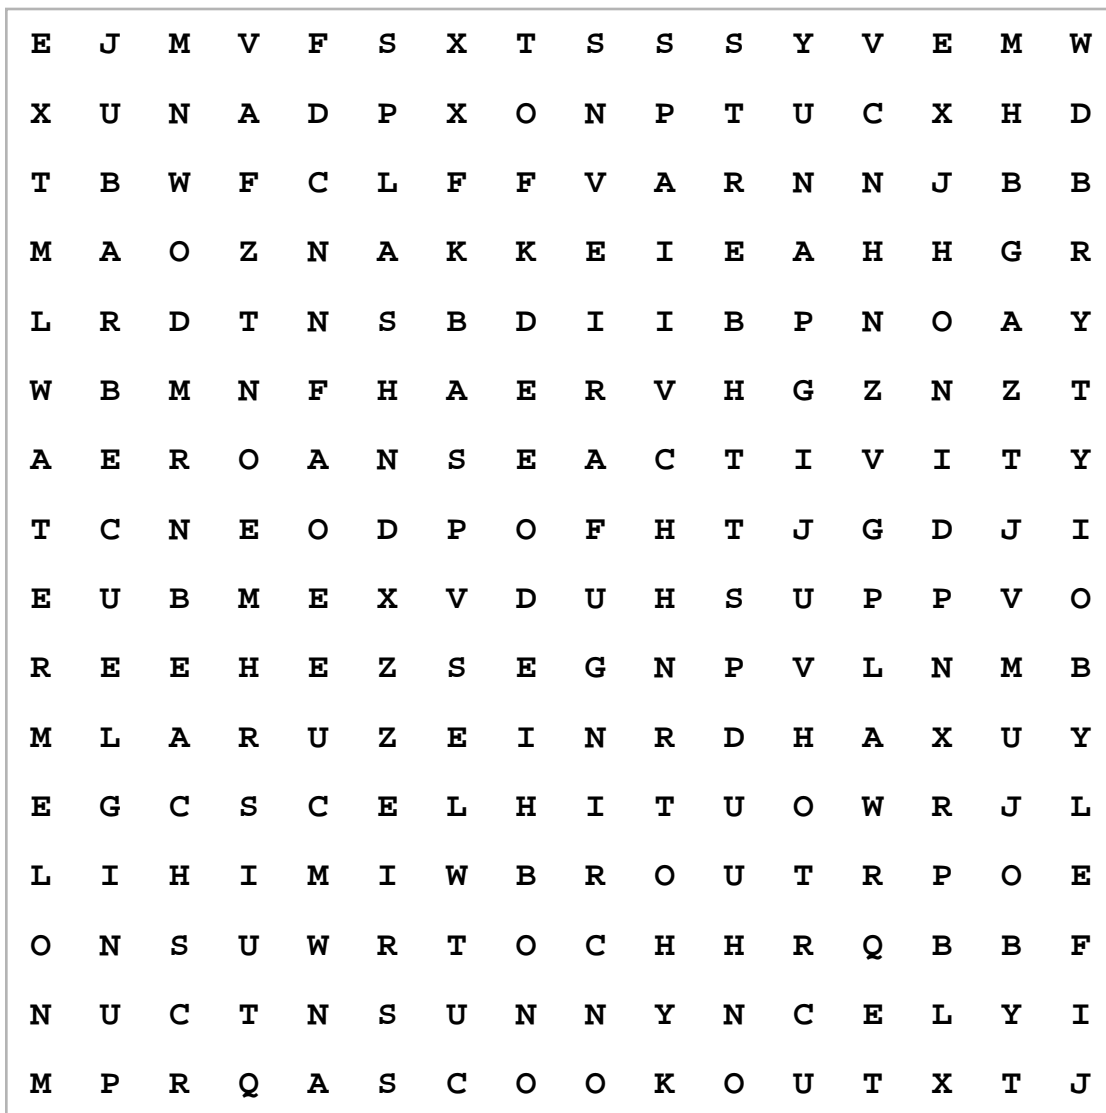 E J M V F S X T S S S Y V E M W
X U N A D P X O N P T U C X H D
T B W F C L F F V A R N N J B B
M A O Z N A K K E I E A H H G R
L R D T N S B D I I B P N O A Y
W B M N F H A E R V H G Z N Z T
A E R O A N S E A C T I V I T Y
T C N E O D P O F H T J G D J I
E U B M E X V D U H S U P P V O
R E E H E Z S E G N P V L N M B
M L A R U Z E I N R D H A X U Y
E G C S C E L H I T U O W R J L
L I H I M I W B R O U T R P O E
O N S U W R T O C H H R Q B B F
N U C T N S U N N Y N C E L Y I
M P R Q A S C O O K O U T X T J